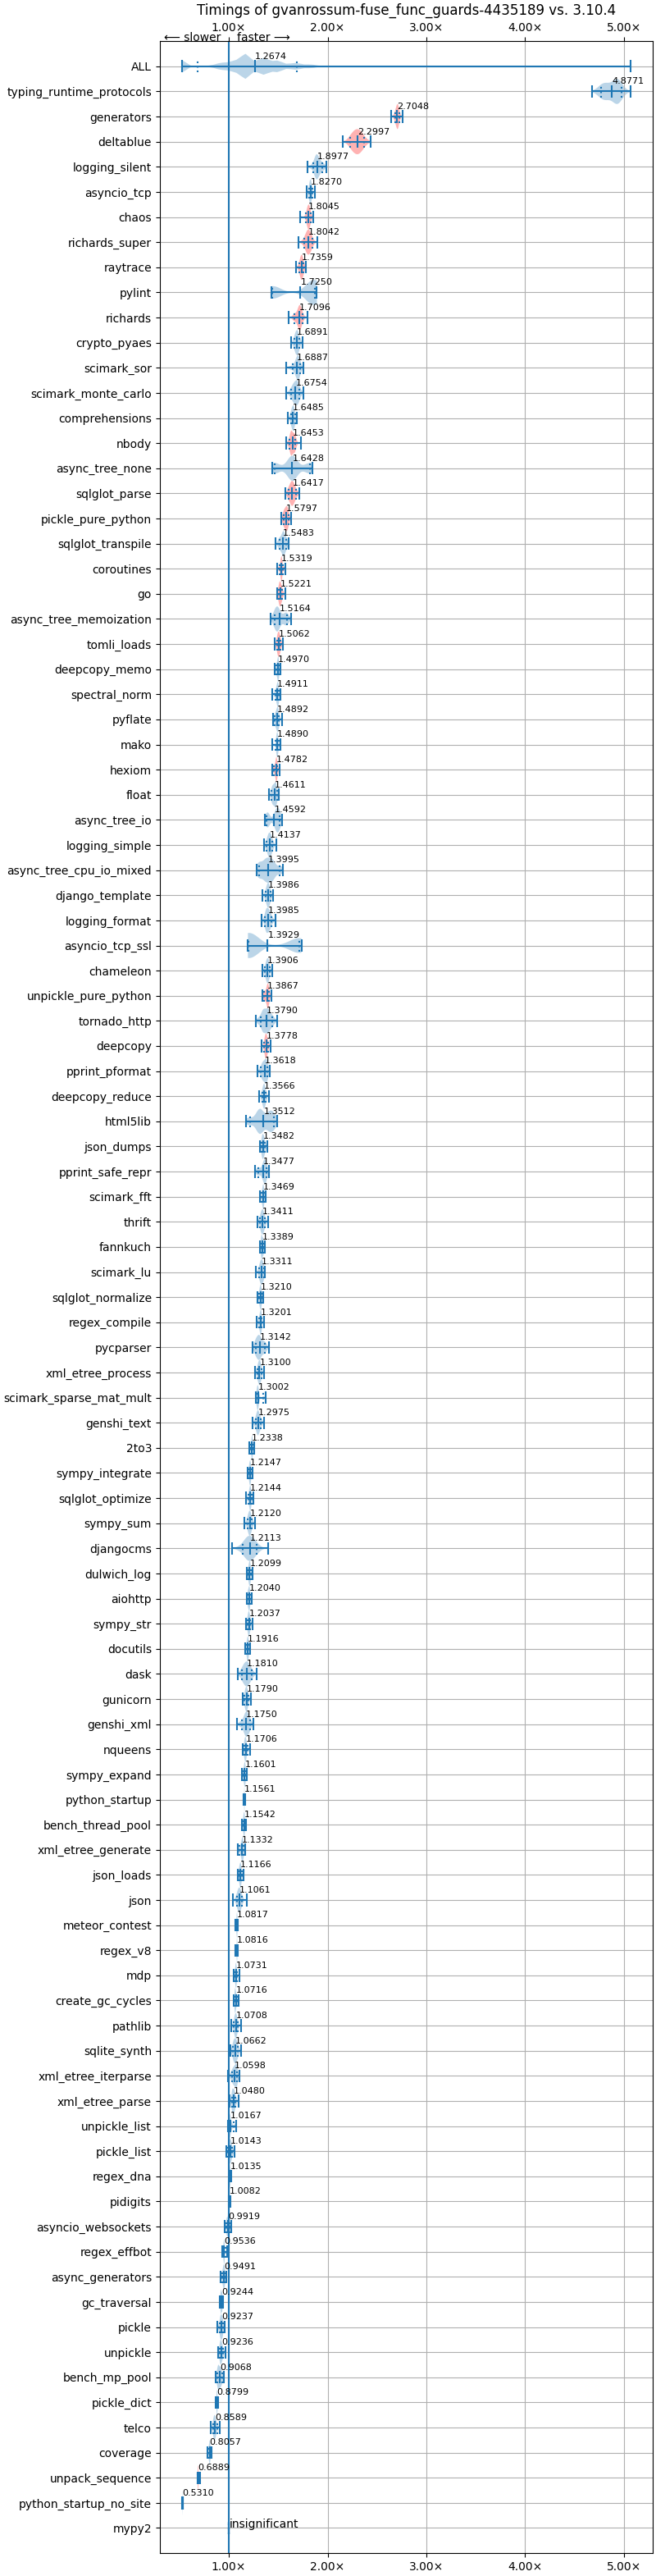 Timings of gvanrossum-fuse_func_guards-4435189 vs. 3.10.4
1.00× 2.00× 3.00× 4.00× 5.00×
⟵ slower faster ⟶
ALL 1.2674
typing_runtime_protocols 4.8771
generators 2.7048
deltablue 2.2997
logging_silent 1.8977
asyncio_tcp 1.8270
chaos 1.8045
richards_super 1.8042
raytrace 1.7359
pylint 1.7250
richards 1.7096
crypto_pyaes 1.6891
scimark_sor 1.6887
scimark_monte_carlo 1.6754
comprehensions 1.6485
nbody 1.6453
async_tree_none 1.6428
sqlglot_parse 1.6417
pickle_pure_python 1.5797
sqlglot_transpile 1.5483
coroutines 1.5319
go 1.5221
async_tree_memoization 1.5164
tomli_loads 1.5062
deepcopy_memo 1.4970
spectral_norm 1.4911
pyflate 1.4892
mako 1.4890
hexiom 1.4782
float 1.4611
async_tree_io 1.4592
logging_simple 1.4137
async_tree_cpu_io_mixed 1.3995
django_template 1.3986
logging_format 1.3985
asyncio_tcp_ssl 1.3929
chameleon 1.3906
unpickle_pure_python 1.3867
tornado_http 1.3790
deepcopy 1.3778
pprint_pformat 1.3618
deepcopy_reduce 1.3566
html5lib 1.3512
json_dumps 1.3482
pprint_safe_repr 1.3477
scimark_fft 1.3469
thrift 1.3411
fannkuch 1.3389
scimark_lu 1.3311
sqlglot_normalize 1.3210
regex_compile 1.3201
pycparser 1.3142
xml_etree_process 1.3100
scimark_sparse_mat_mult 1.3002
genshi_text 1.2975
2to3 1.2338
sympy_integrate 1.2147
sqlglot_optimize 1.2144
sympy_sum 1.2120
djangocms 1.2113
dulwich_log 1.2099
aiohttp 1.2040
sympy_str 1.2037
docutils 1.1916
dask 1.1810
gunicorn 1.1790
genshi_xml 1.1750
nqueens 1.1706
sympy_expand 1.1601
python_startup 1.1561
bench_thread_pool 1.1542
xml_etree_generate 1.1332
json_loads 1.1166
json 1.1061
meteor_contest 1.0817
regex_v8 1.0816
mdp 1.0731
create_gc_cycles 1.0716
pathlib 1.0708
sqlite_synth 1.0662
xml_etree_iterparse 1.0598
xml_etree_parse 1.0480
unpickle_list 1.0167
pickle_list 1.0143
regex_dna 1.0135
pidigits 1.0082
asyncio_websockets 0.9919
regex_effbot 0.9536
async_generators 0.9491
gc_traversal 0.9244
pickle 0.9237
unpickle 0.9236
bench_mp_pool 0.9068
pickle_dict 0.8799
telco 0.8589
coverage 0.8057
unpack_sequence 0.6889
python_startup_no_site 0.5310
mypy2 insignificant
1.00× 2.00× 3.00× 4.00× 5.00×